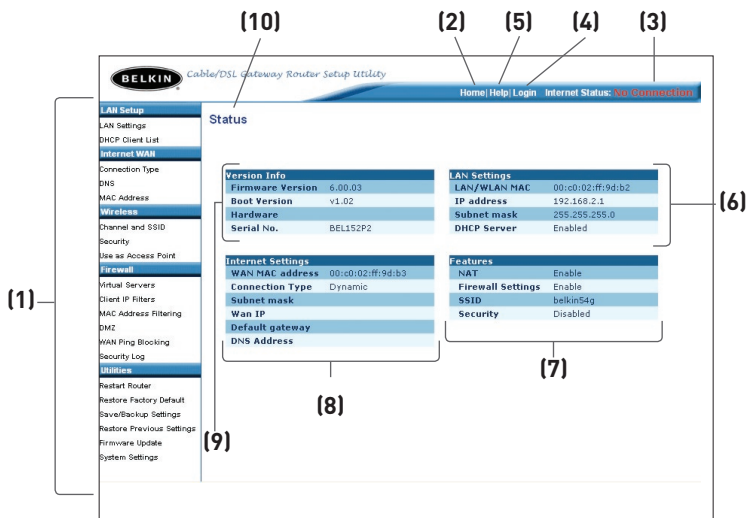 (10) (2) (5) (4) (3)
BELKIN Cable/DSL Gateway Router Setup Utility
Home| Help| Login Internet Status: No Connection
(1)
LAN Setup
LAN Settings
DHCP Client List
Internet WAN
Connection Type
DNS
MAC Address
Wireless
Channel and SSID
Security
Use as Access Point
Firewall
Virtual Servers
Client IP Filters
MAC Address Filtering
DMZ
WAN Ping Blocking
Security Log
Utilities
Restart Router
Restore Factory Default
Save/Backup Settings
Restore Previous Settings
Firmware Update
System Settings
Status
Version Info
Firmware Version 6.00.03
Boot Version v1.02
Hardware
Serial No. BEL152P2
(9)
LAN Settings
LAN/WLAN MAC 00:c0:02:ff:9d:b2
IP address 192.168.2.1
Subnet mask 255.255.255.0
DHCP Server Enabled
(6)
Internet Settings
WAN MAC address 00:c0:02:ff:9d:b3
Connection Type Dynamic
Subnet mask
Wan IP
Default gateway
DNS Address
(8)
Features
NAT Enable
Firewall Settings Enable
SSID belkin54g
Security Disabled
(7)